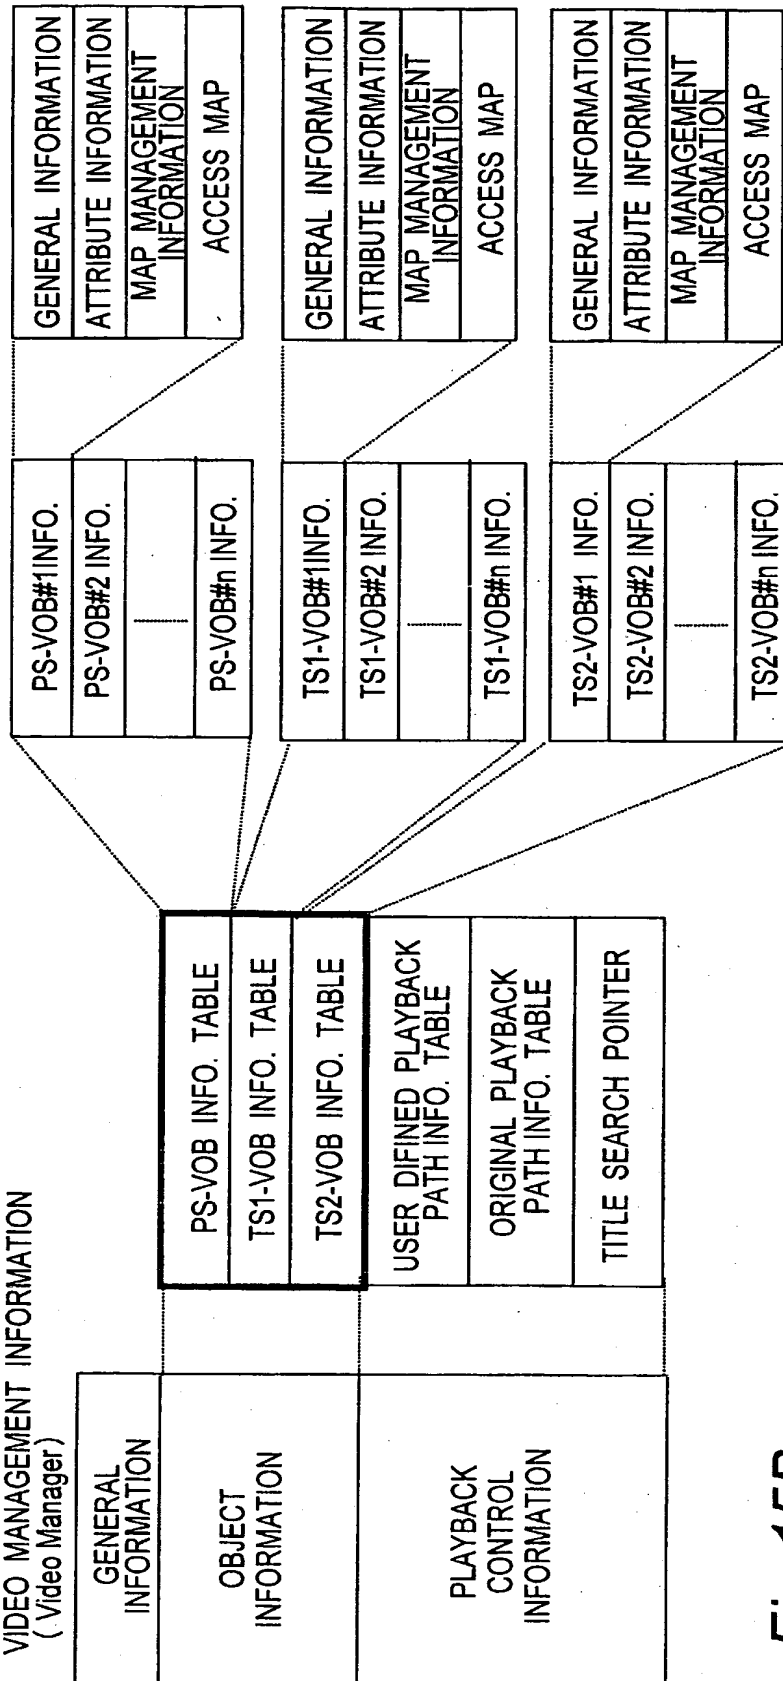 VIDEO MANAGEMENT INFORMATION
( Video Manager )
GENERAL
INFORMATION
OBJECT
INFORMATION
PLAYBACK
CONTROL
INFORMATION
PS-VOB INFO. TABLE
TS1-VOB INFO. TABLE
TS2-VOB INFO. TABLE
USER DIFINED PLAYBACK
PATH INFO. TABLE
ORIGINAL PLAYBACK
PATH INFO. TABLE
TITLE SEARCH POINTER
PS-VOB#1INFO.
PS-VOB#2 INFO.
PS-VOB#n INFO.
TS1-VOB#1INFO.
TS1-VOB#2 INFO.
TS1-VOB#n INFO.
TS2-VOB#1 INFO.
TS2-VOB#2 INFO.
TS2-VOB#n INFO.
GENERAL INFORMATION
ATTRIBUTE INFORMATION
MAP MANAGEMENT
INFORMATION
ACCESS MAP
GENERAL INFORMATION
ATTRIBUTE INFORMATION
MAP MANAGEMENT
INFORMATION
ACCESS MAP
GENERAL INFORMATION
ATTRIBUTE INFORMATION
MAP MANAGEMENT
INFORMATION
ACCESS MAP